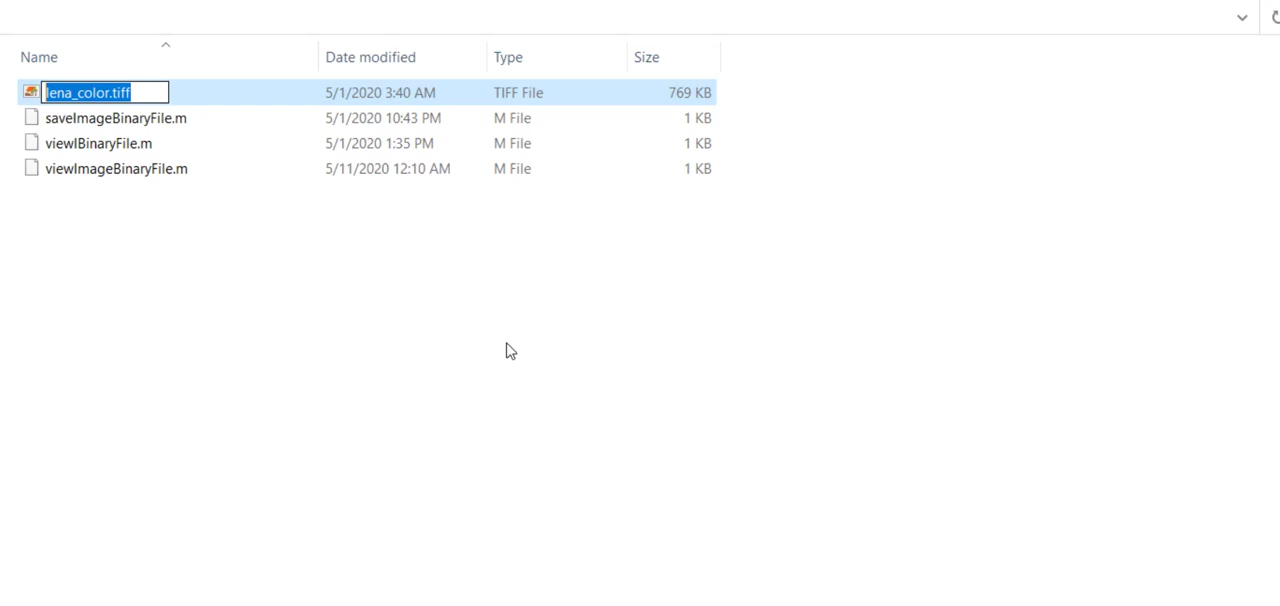 Name Date modified Type Size
lena_color.tiff 5/1/2020 3:40 AM TIFF File 769 KB
saveImageBinaryFile.m 5/1/2020 10:43 PM M File 1 KB
viewIBinaryFile.m 5/1/2020 1:35 PM M File 1 KB
viewImageBinaryFile.m 5/11/2020 12:10 AM M File 1 KB